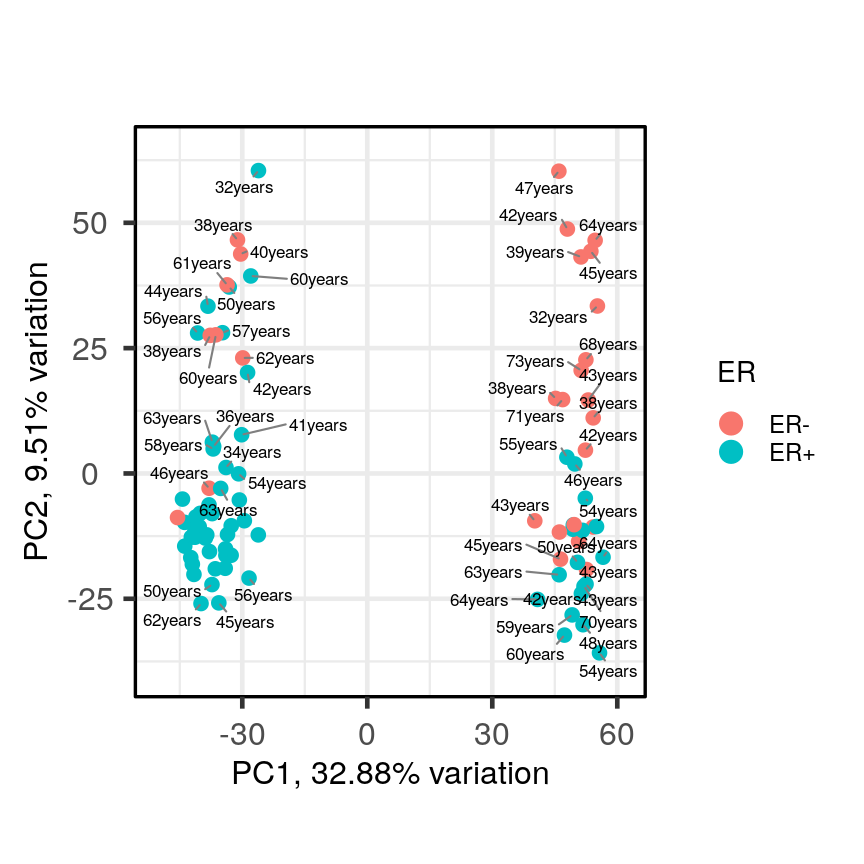 32years
47years
38years
42years
64years
40years
39years
61years
60years
45years
44years
50years
56years
57years
32years
38years
62years
68years
60years
42years
73years
43years
38years
38years
63years
36years
41years
71years
58years
34years
55years
42years
46years
54years
46years
63years
43years
54years
45years
50years
64years
63years
43years
50years
56years
64years
42years
43years
62years
45years
59years
70years
48years
60years
54years
50
25
0
-25
-30
0
30
60
PC1, 32.88% variation
PC2, 9.51% variation
ER
ER-
ER+